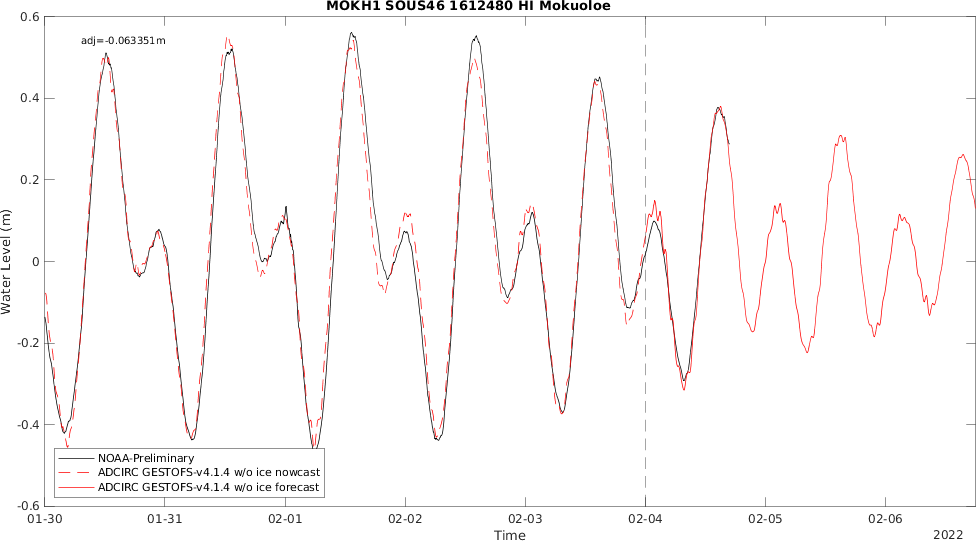 MOKH1 SOUS46 1612480 HI Mokuoloe
adj=-0.063351m
0.6
0.4
0.2
0
-0.2
-0.4
-0.6
Water Level (m)
NOAA-Preliminary
ADCIRC GESTOFS-v4.1.4 w/o ice nowcast
ADCIRC GESTOFS-v4.1.4 w/o ice forecast
01-30 01-31 02-01 02-02 02-03 02-04 02-05 02-06
Time
2022